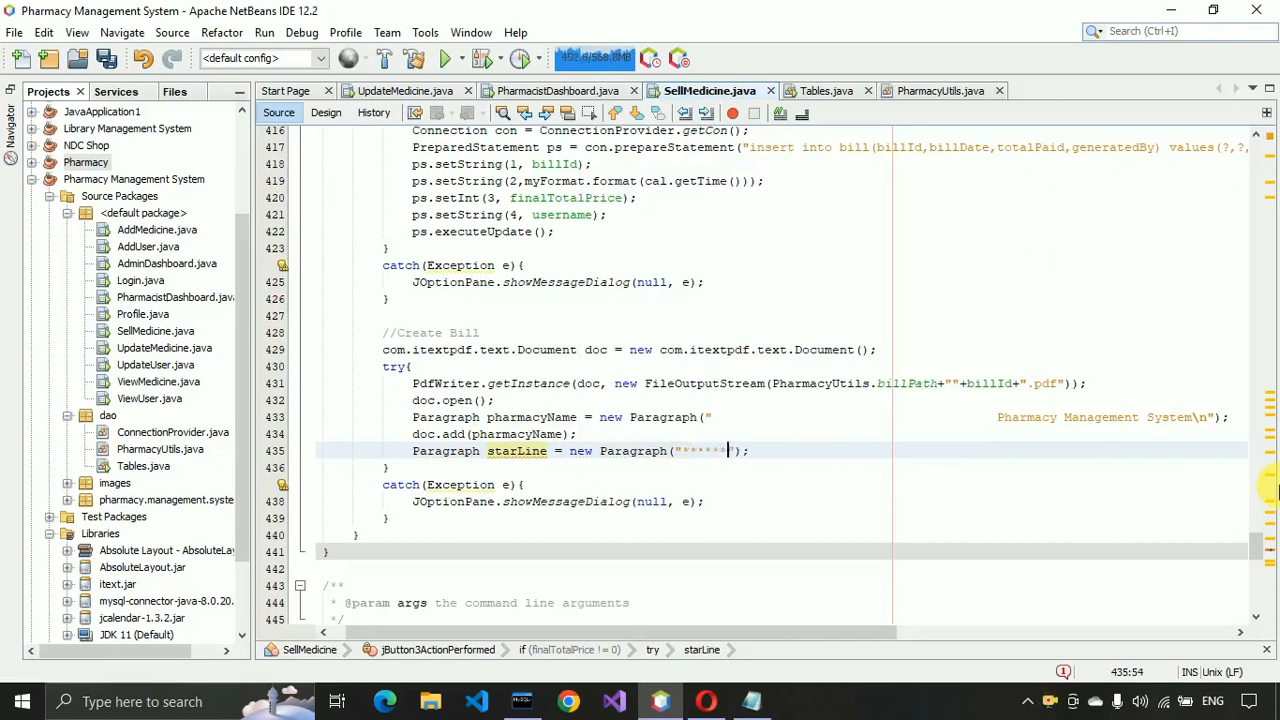 Pharmacy Management System - Apache NetBeans IDE 12.2
File Edit View Navigate Source Refactor Run Debug Profile Team Tools Window Help
Search (Ctrl+I)
<default config>
Projects Services Files
Start Page UpdateMedicine.java PharmacistDashboard.java SellMedicine.java Tables.java PharmacyUtils.java
Source Design History
Navigator
JavaApplication1
Library Management System
NDC Shop
Pharmacy
Pharmacy Management System
Source Packages
<default package>
AddMedicine.java
AddUser.java
AdminDashboard.java
Login.java
PharmacistDashboard.java
Profile.java
SellMedicine.java
UpdateMedicine.java
UpdateUser.java
ViewMedicine.java
ViewUser.java
dao
ConnectionProvider.java
PharmacyUtils.java
Tables.java
images
pharmacy.management.system
Test Packages
Libraries
Absolute Layout - AbsoluteLa
AbsoluteLayout.jar
itext.jar
mysql-connector-java-8.0.20.
jcalendar-1.3.2.jar
JDK 11 (Default)
416 Connection con = ConnectionProvider.getCon();
417 PreparedStatement ps = con.prepareStatement("insert into bill(billId,billDate,totalPaid,generatedBy) values(?,?,
418 ps.setString(1, billId);
419 ps.setString(2,myFormat.format(cal.getTime()));
420 ps.setInt(3, finalTotalPrice);
421 ps.setString(4, username);
422 ps.executeUpdate();
423 }
catch(Exception e){
425 JOptionPane.showMessageDialog(null, e);
426 }
427
428 //Create Bill
429 com.itextpdf.text.Document doc = new com.itextpdf.text.Document();
430 try{
431 PdfWriter.getInstance(doc, new FileOutputStream(PharmacyUtils.billPath+""+billId+".pdf"));
432 doc.open();
433 Paragraph pharmacyName = new Paragraph(" Pharmacy Management System\n");
434 doc.add(pharmacyName);
435 Paragraph starLine = new Paragraph("******");
436 }
catch(Exception e){
438 JOptionPane.showMessageDialog(null, e);
439 }
440 }
441 }
442
443 /**
444 * @param args the command line arguments
445 */
SellMedicine jButton3ActionPerformed if (finalTotalPrice != 0) try starLine
1 435:54 INS Unix (LF)
Type here to search
ENG